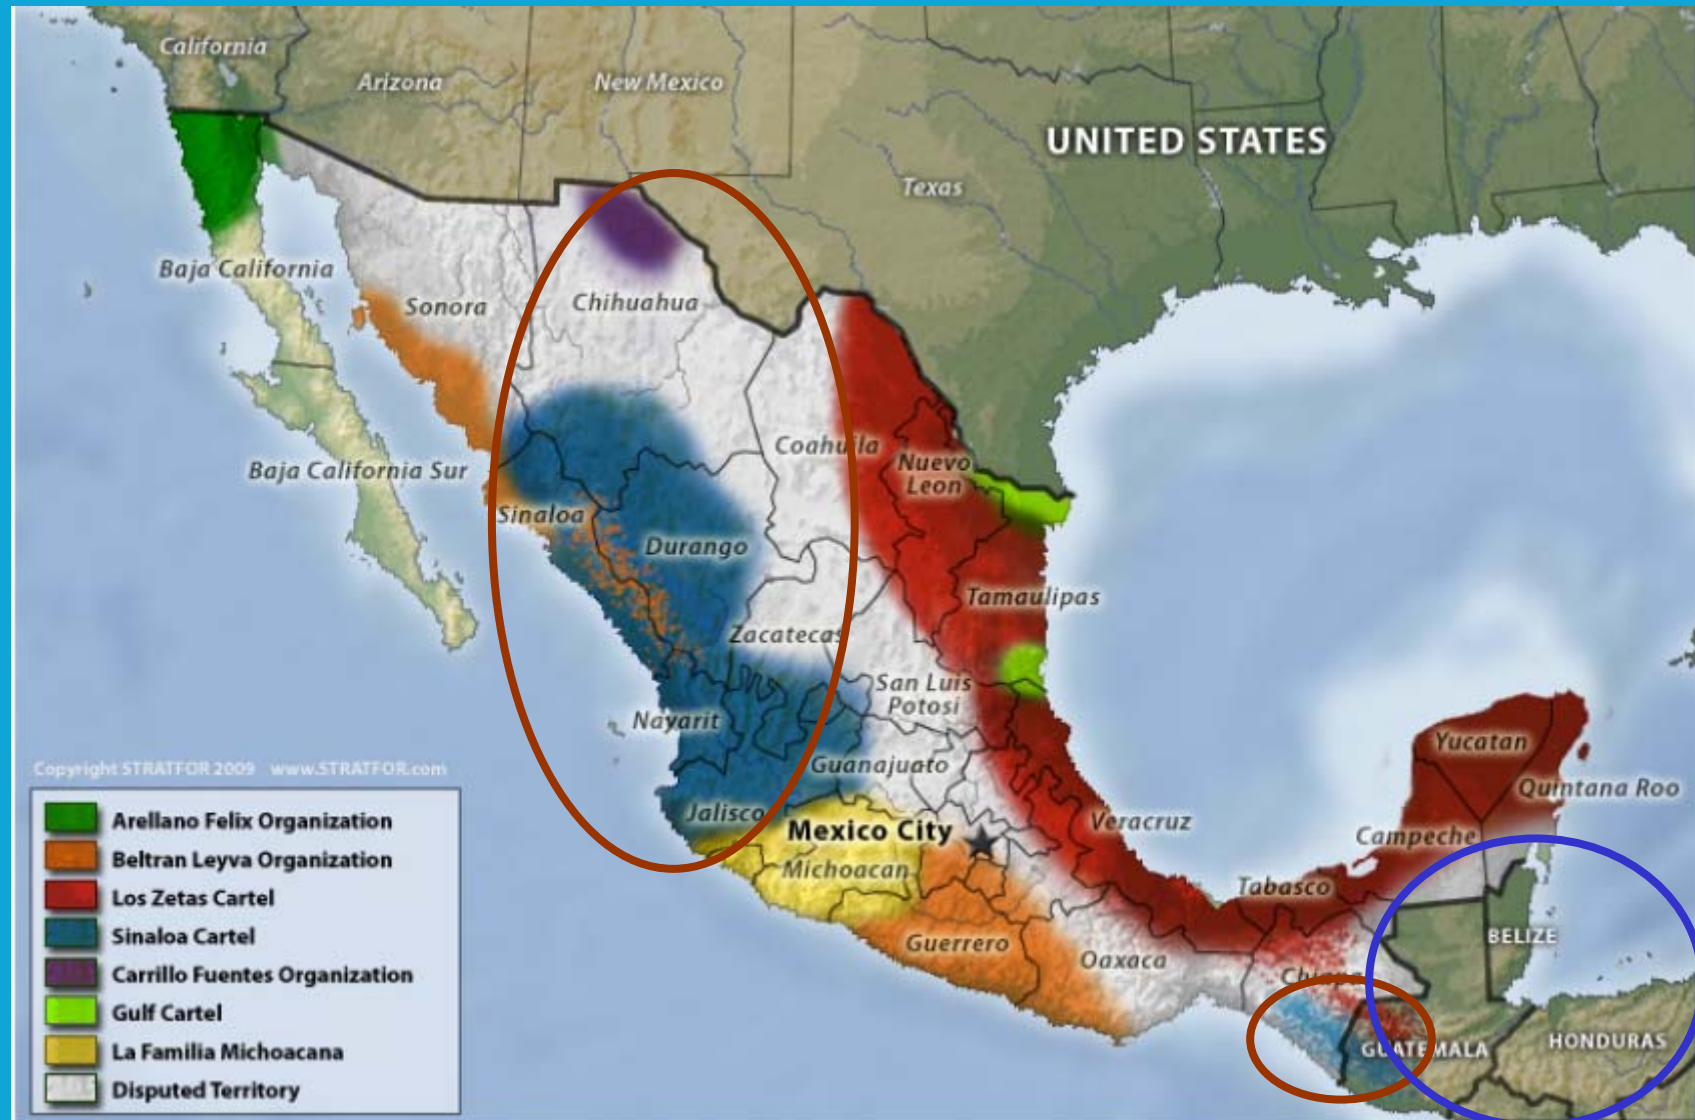 California
Arizona
New Mexico
UNITED STATES
Texas
Baja California
Sonora
Chihuahua
Coahuila
Nuevo
Leon
Baja California Sur
Sinaloa
Durango
Tamaulipas
Zacatecas
San Luis
Potosi
Nayarit
Guanajuato
Yucatan
Quintana Roo
Jalisco
Mexico City
Veracruz
Campeche
Michoacan
Tabasco
Guerrero
Oaxaca
BELIZE
Chiapas
GUATEMALA
HONDURAS
Copyright STRATFOR 2009 www.STRATFOR.com
Arellano Felix Organization
Beltran Leyva Organization
Los Zetas Cartel
Sinaloa Cartel
Carrillo Fuentes Organization
Gulf Cartel
La Familia Michoacana
Disputed Territory